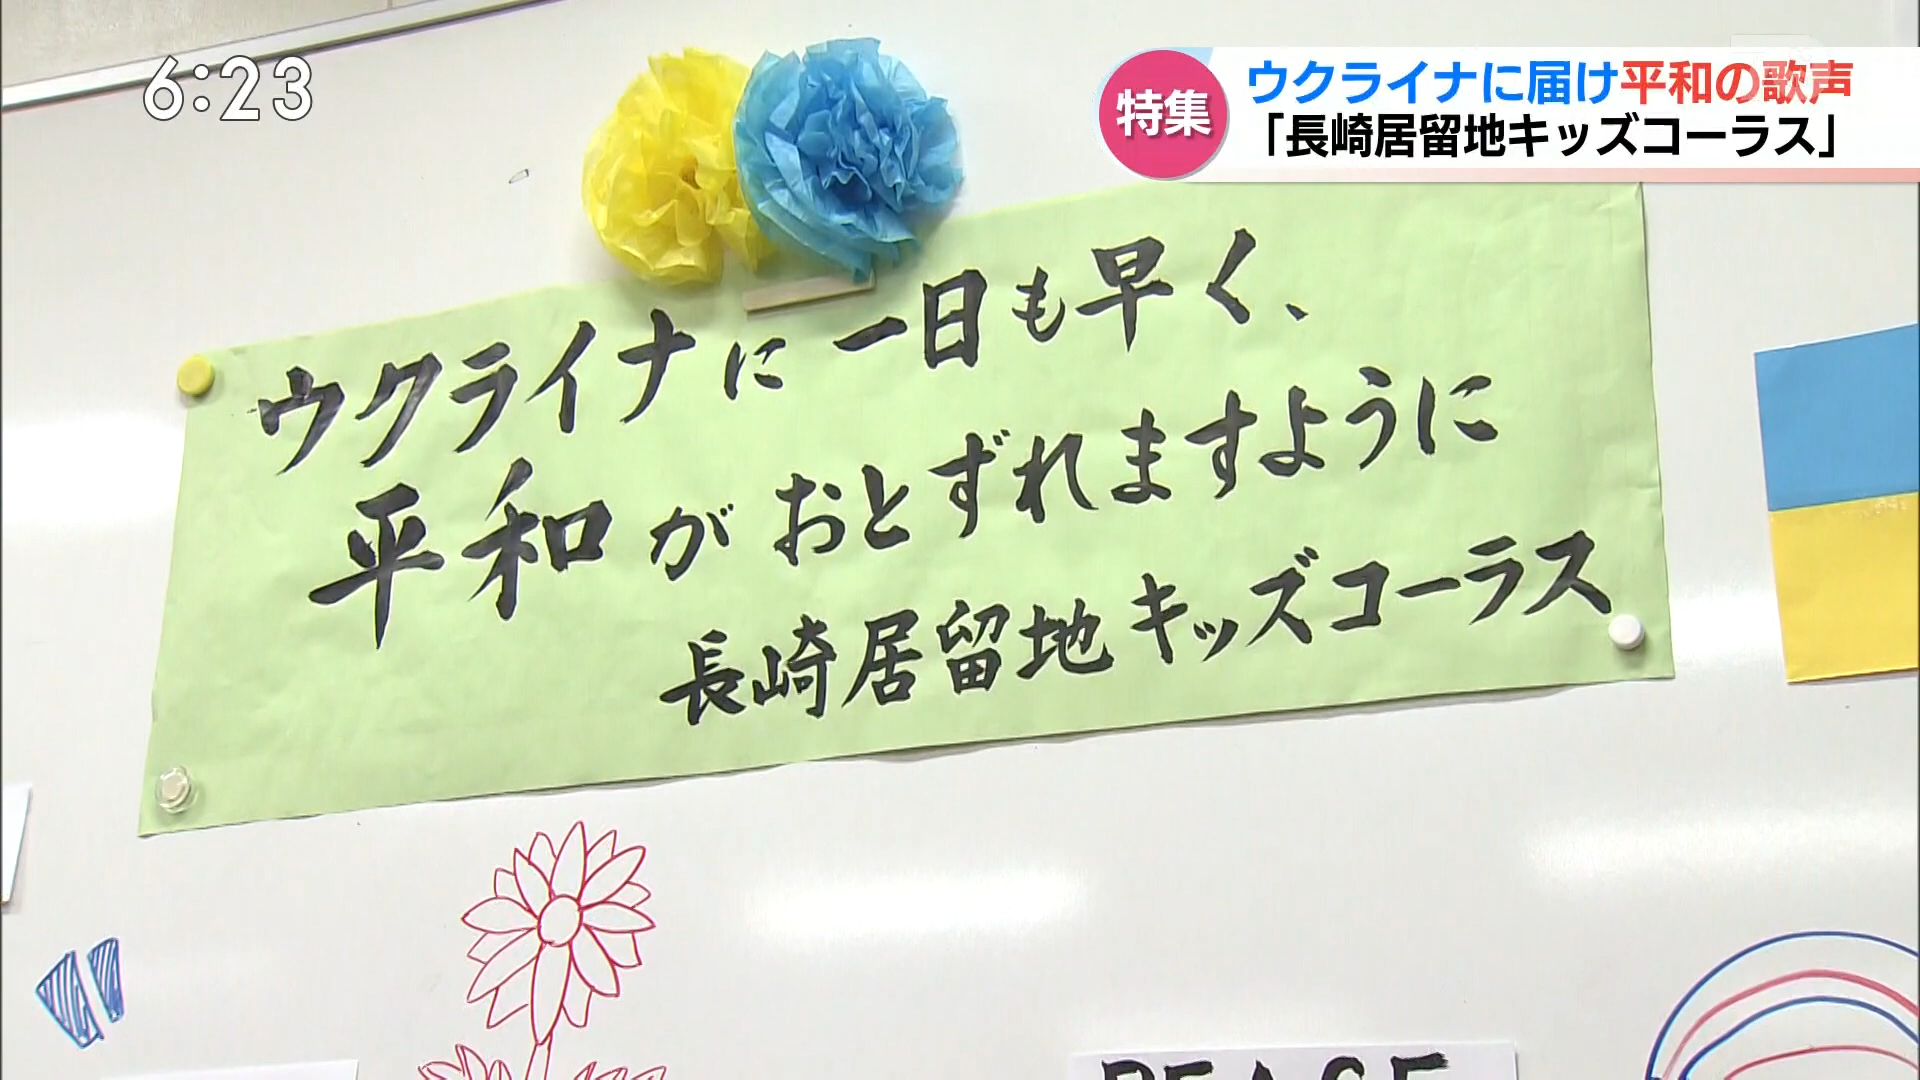 6:23
特集
ウクライナに届け平和の歌声
「長崎居留地キッズコーラス」
ウクライナに一日も早く、
平和がおとずれますように
長崎居留地キッズコーラス
PEACE